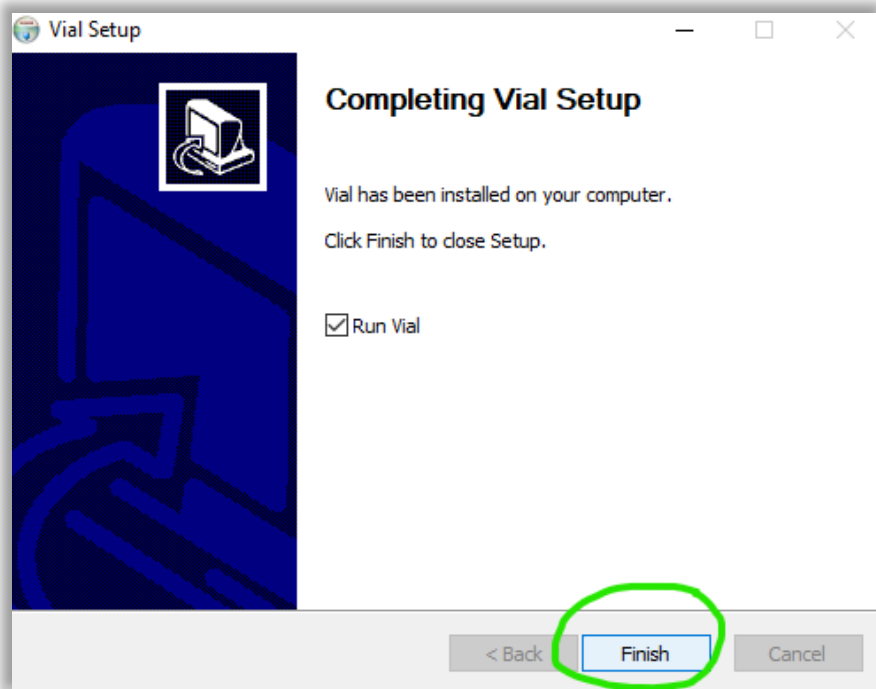 Vial Setup
Completing Vial Setup
Vial has been installed on your computer.
Click Finish to close Setup.
Run Vial
< Back Finish Cancel